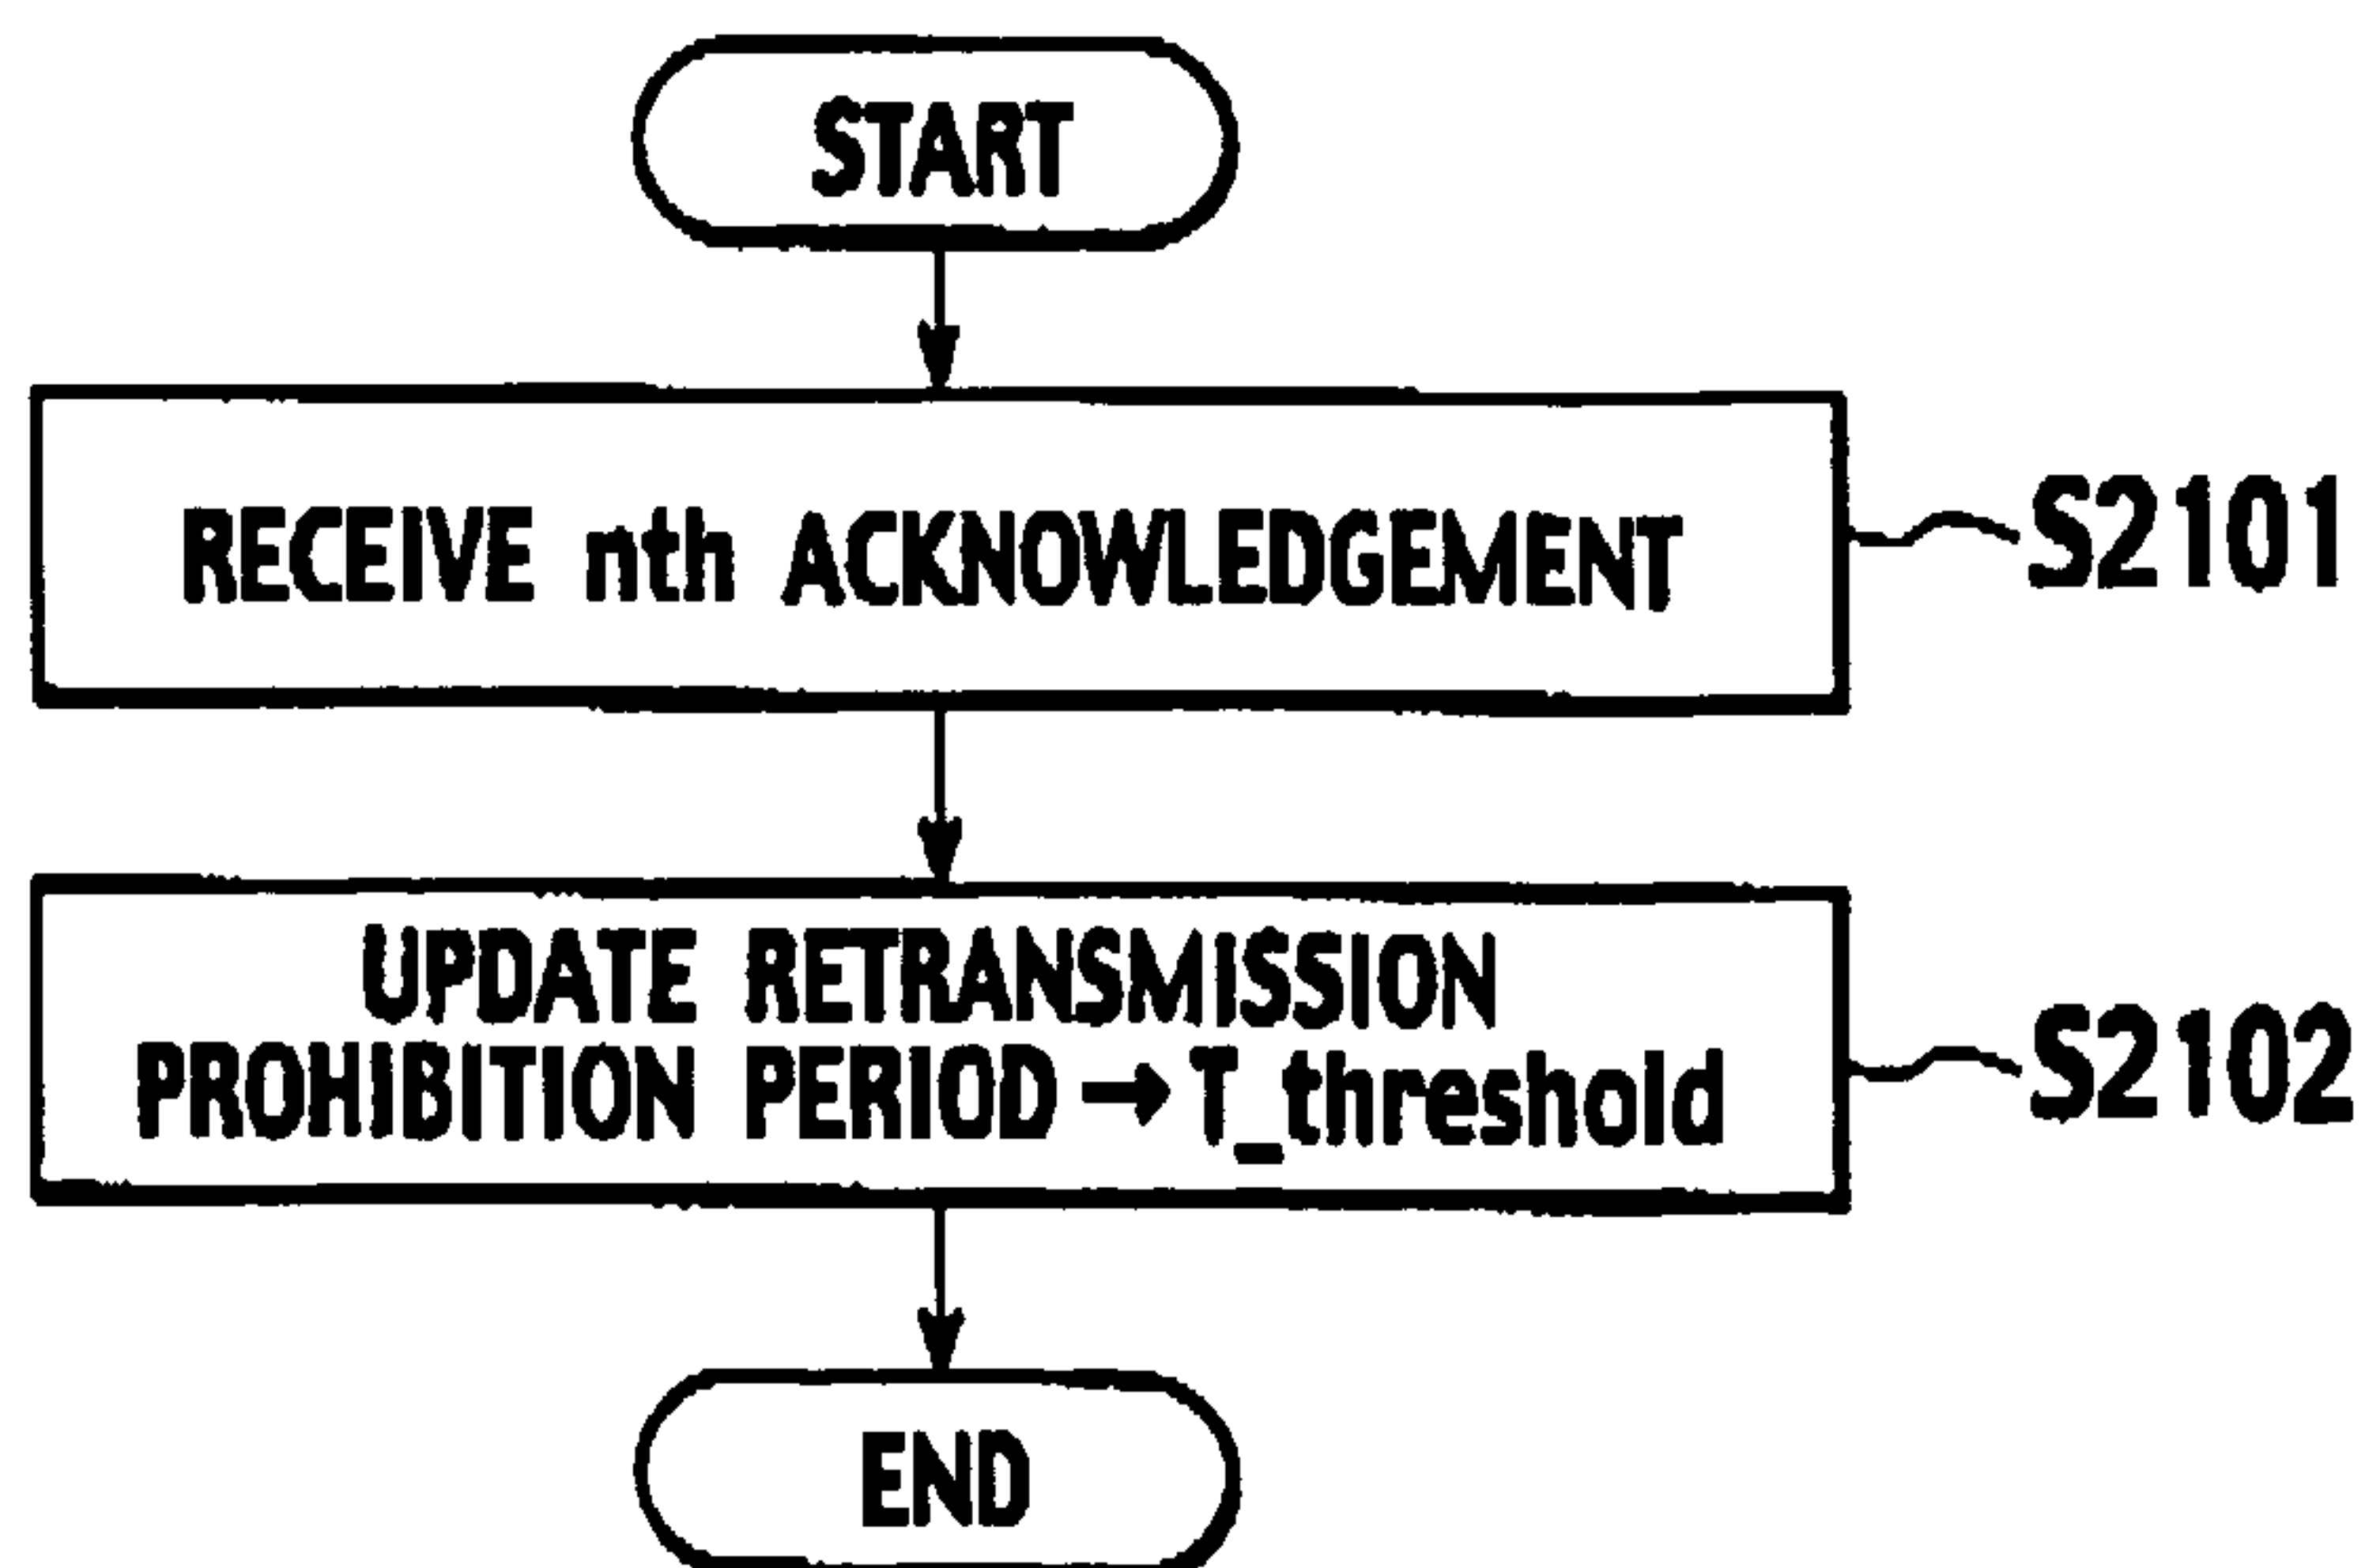 START
RECEIVE nth ACKNOWLEDGEMENT
S2101
UPDATE RETRANSMISSION
PROHIBITION PERIOD → T_threshold
S2102
END